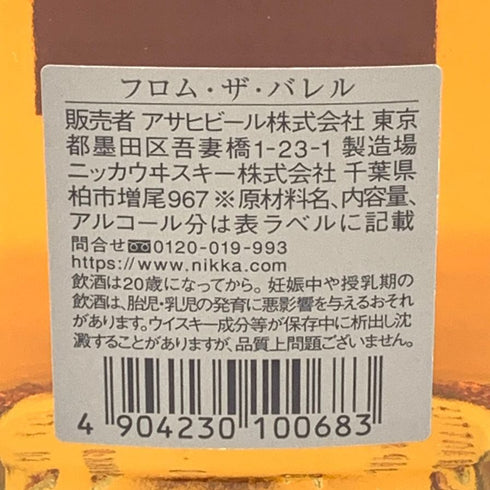 フロム・ザ・バレル
販売者 アサヒビール株式会社 東京
都墨田区吾妻橋1-23-1 製造場
ニッカウヰスキー株式会社 千葉県
柏市増尾967※原材料名、内容量、
アルコール分は表ラベルに記載
問合せ 0120-019-993
https://www.nikka.com
飲酒は20歳になってから。妊娠中や授乳期の
飲酒は、胎児・乳児の発育に悪影響を与えるおそれ
があります。ウイスキー成分等が保存中に析出し沈
澱することがありますが、品質上問題ございません。
4 904230 100683